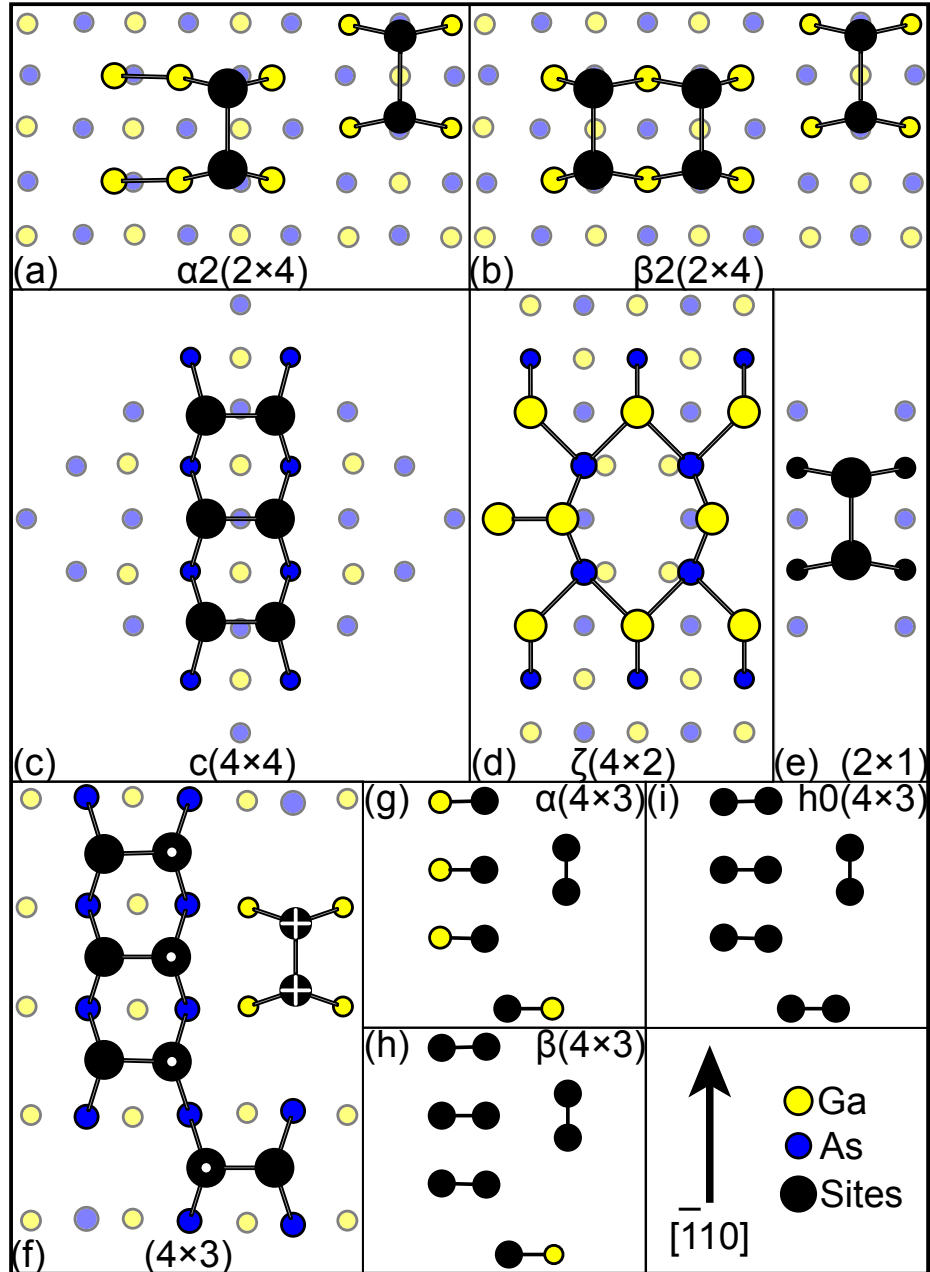 (a) α2(2×4)
(b) β2(2×4)
(c) c(4×4)
(d) ζ(4×2)
(e) (2×1)
(f) (4×3)
(g) α(4×3)
(i) h0(4×3)
(h) β(4×3)
[1̅10]
Ga
As
Sites